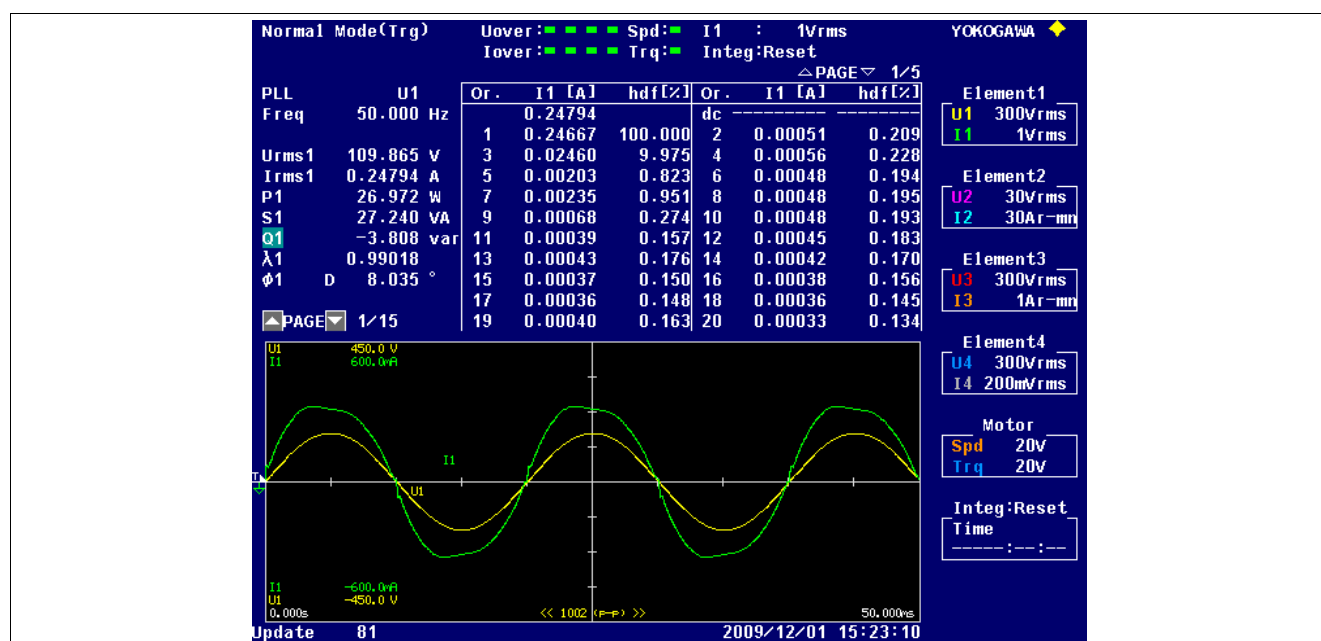 Normal Mode(Trg) Uover: Spd: I1 : 1Vrms YOKOGAWA
Iover: Trq: Integ:Reset
△PAGE▽ 1/5
PLL U1 Or. I1 [A] hdf[%] Or. I1 [A] hdf[%] Element1
Freq 50.000 Hz 0.24794 dc -------- -------- U1 300Vrms
1 0.24667 100.000 2 0.00051 0.209 I1 1Vrms
Urms1 109.865 V 3 0.02460 9.975 4 0.00056 0.228
Irms1 0.24794 A 5 0.00203 0.823 6 0.00048 0.194 Element2
P1 26.972 W 7 0.00235 0.951 8 0.00048 0.195 U2 30Vrms
S1 27.240 VA 9 0.00068 0.274 10 0.00048 0.193 I2 30Ar-mn
Q1 -3.808 var 11 0.00039 0.157 12 0.00045 0.183
λ1 0.99018 13 0.00043 0.176 14 0.00042 0.170 Element3
ϕ1 D 8.035 ° 15 0.00037 0.150 16 0.00038 0.156 U3 300Vrms
17 0.00036 0.148 18 0.00036 0.145 I3 1Ar-mn
▲PAGE▼ 1/15 19 0.00040 0.163 20 0.00033 0.134
Element4
U1 450.0 V
I1 600.0mA
U4 300Vrms
I4 200mVrms
Motor
Spd 20V
Trq 20V
I1
T
U1
Integ:Reset
Time
-----:--:--
I1 -600.0mA
U1 -450.0 V
0.000s << 1002 (p-p) >> 50.000ms
Update 81 2009/12/01 15:23:10